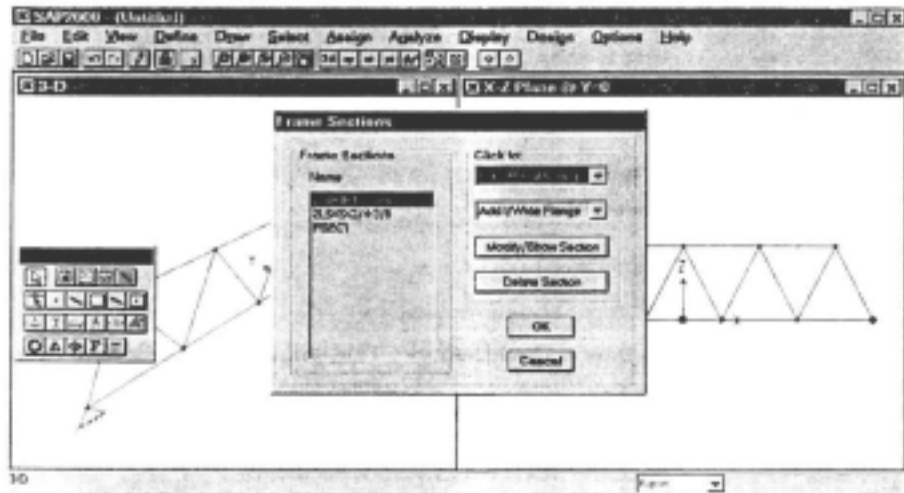 SAP2000 - (Untitled)
File Edit View Define Draw Select Assign Analyze Display Design Options Help
3-D
X-Z Plane @ Y=0
Frame Sections
Frame Sections
Name
FSEC1
Click to:
Add I/Wide Flange
Modify/Show Section
Delete Section
OK
Cancel
Z